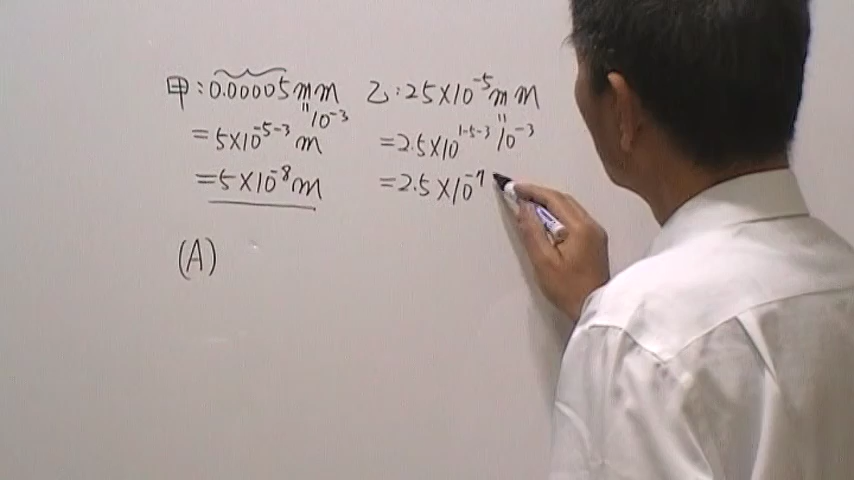 甲:0.00005mm
"10⁻³
=5×10⁻⁵⁻³m
=5×10⁻⁸m
乙:25×10⁻⁵mm
"
=2.5×10¹⁻⁵⁻³ 10⁻³
=2.5×10⁻⁷
(A)